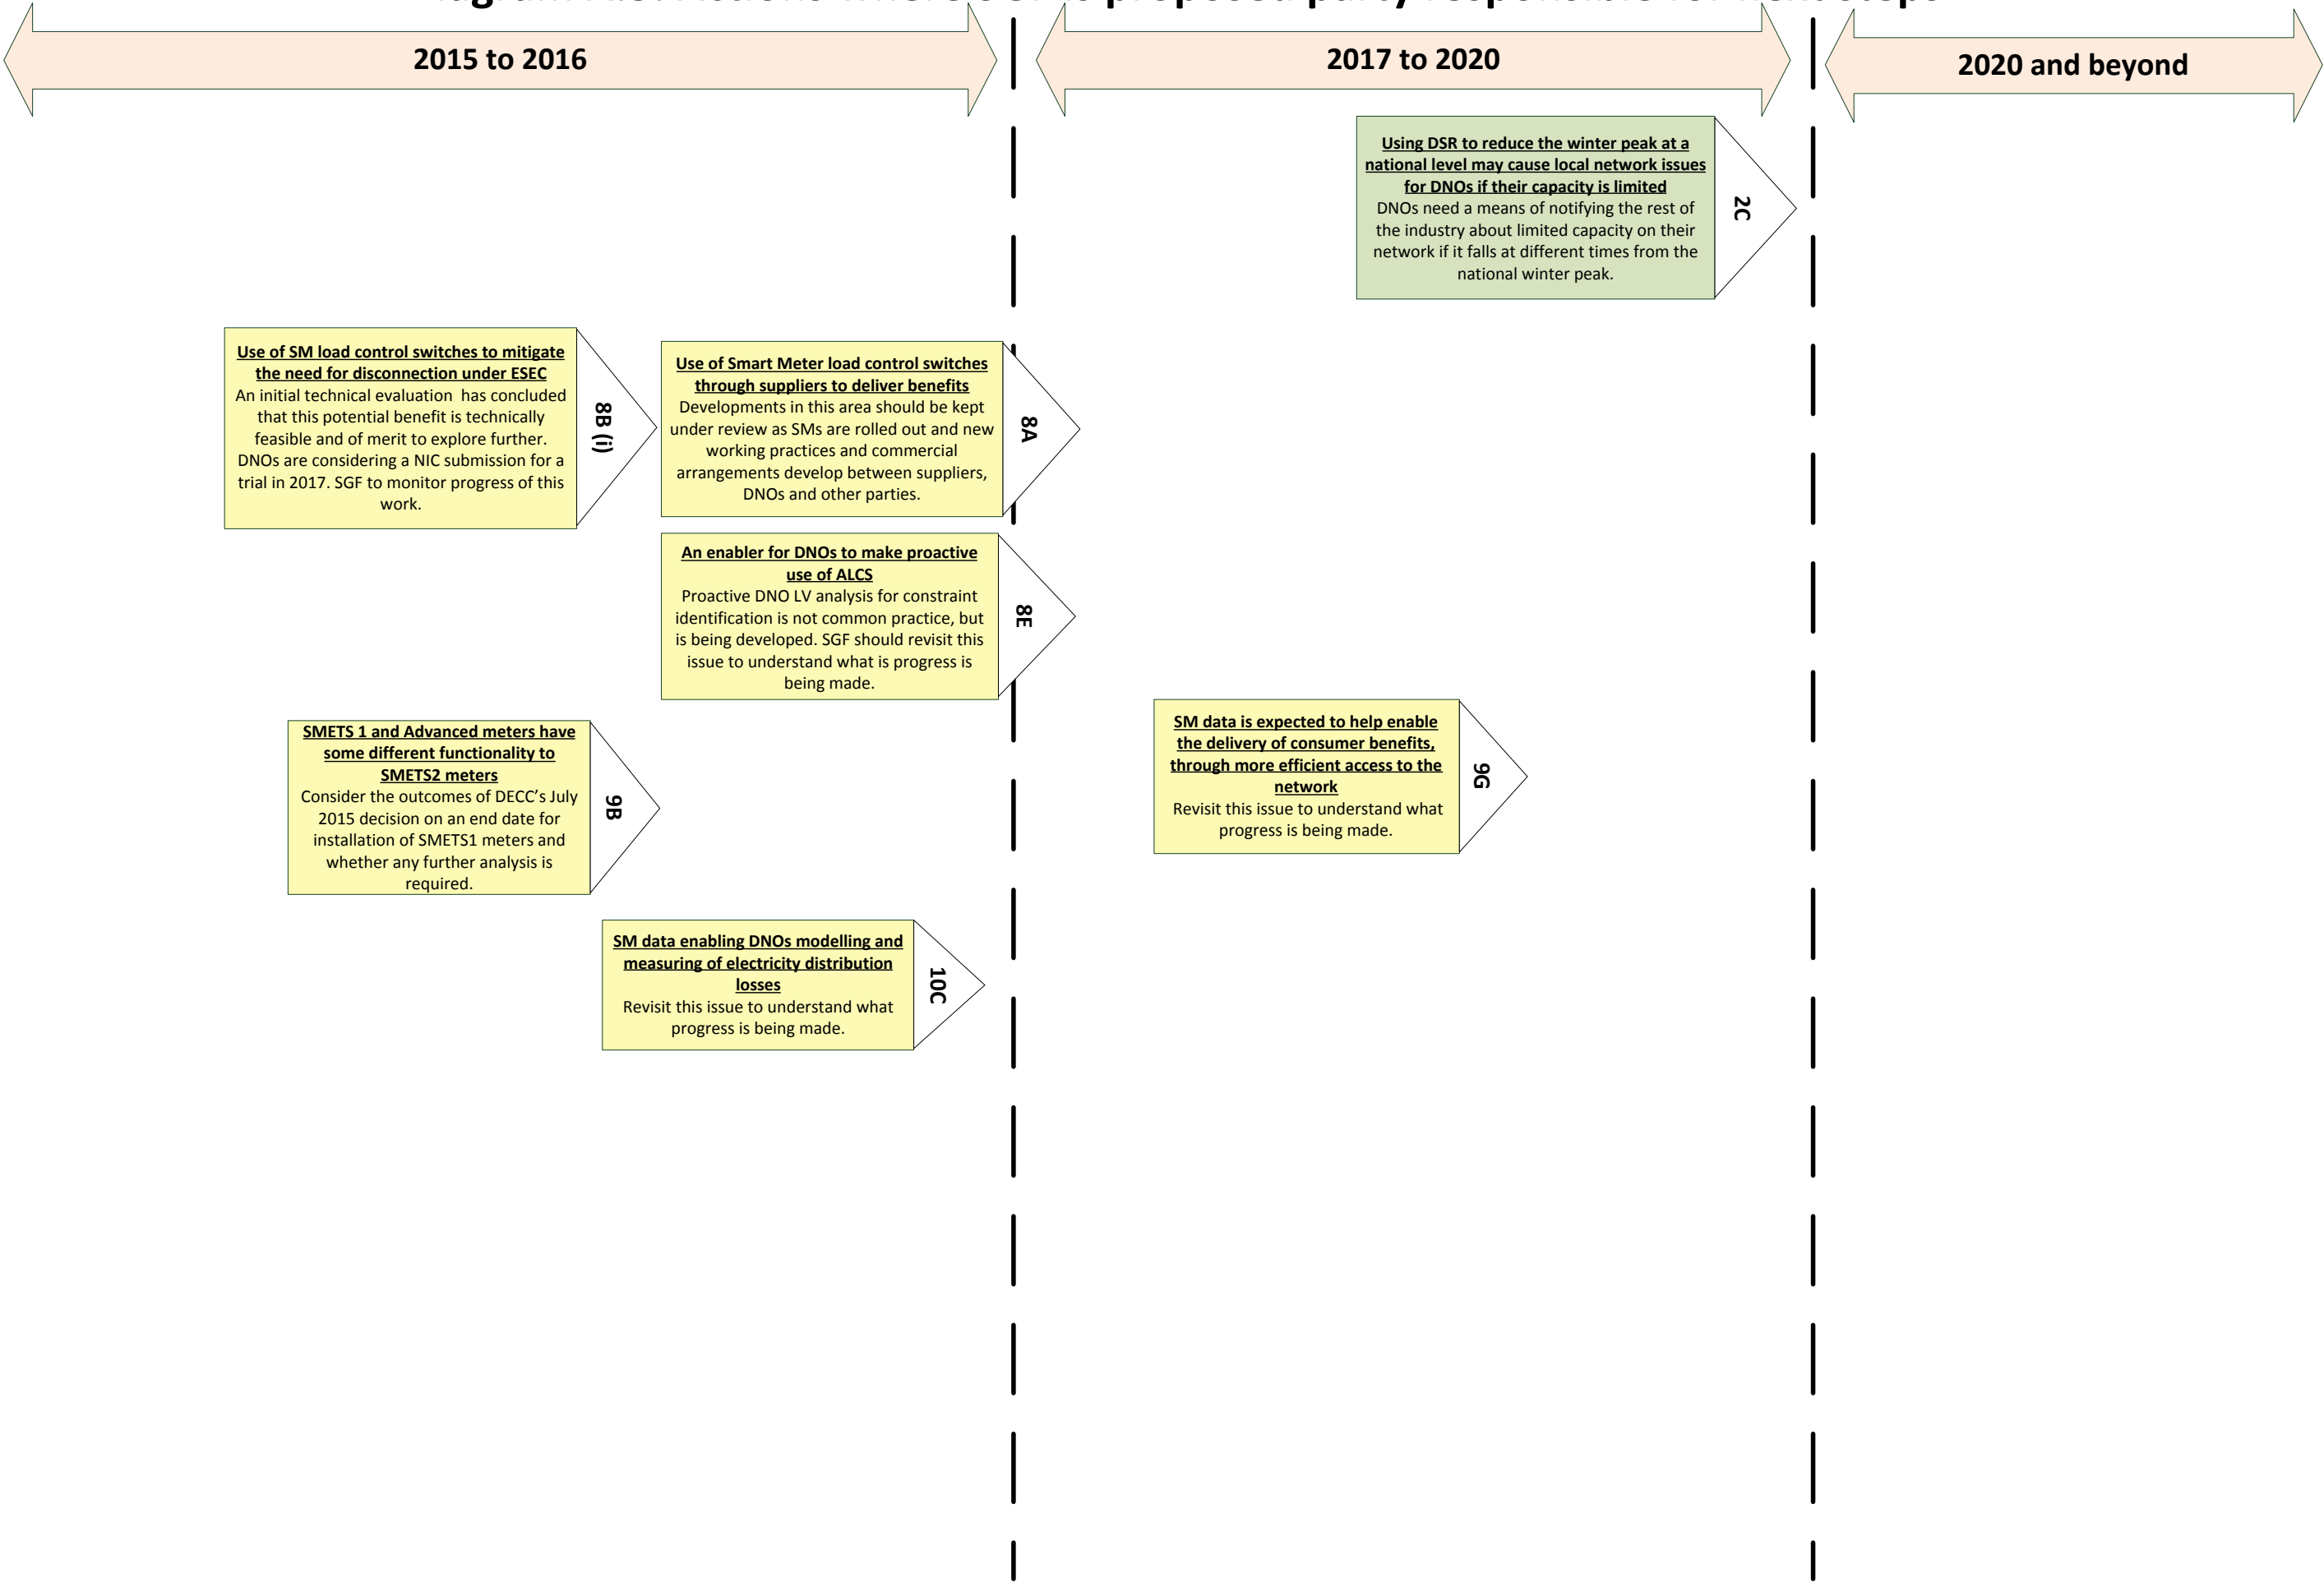 2015 to 2016
2017 to 2020
2020 and beyond
Using DSR to reduce the winter peak at a
national level may cause local network issues
for DNOs if their capacity is limited
DNOs need a means of notifying the rest of
the industry about limited capacity on their
network if it falls at different times from the
national winter peak.
2C
Use of SM load control switches to mitigate
the need for disconnection under ESEC
An initial technical evaluation has concluded
that this potential benefit is technically
feasible and of merit to explore further.
DNOs are considering a NIC submission for a
trial in 2017. SGF to monitor progress of this
work.
8B (i)
Use of Smart Meter load control switches
through suppliers to deliver benefits
Developments in this area should be kept
under review as SMs are rolled out and new
working practices and commercial
arrangements develop between suppliers,
DNOs and other parties.
8A
An enabler for DNOs to make proactive
use of ALCS
Proactive DNO LV analysis for constraint
identification is not common practice, but
is being developed. SGF should revisit this
issue to understand what is progress is
being made.
8E
SMETS 1 and Advanced meters have
some different functionality to
SMETS2 meters
Consider the outcomes of DECC’s July
2015 decision on an end date for
installation of SMETS1 meters and
whether any further analysis is
required.
9B
SM data is expected to help enable
the delivery of consumer benefits,
through more efficient access to the
network
Revisit this issue to understand what
progress is being made.
9G
SM data enabling DNOs modelling and
measuring of electricity distribution
losses
Revisit this issue to understand what
progress is being made.
10C